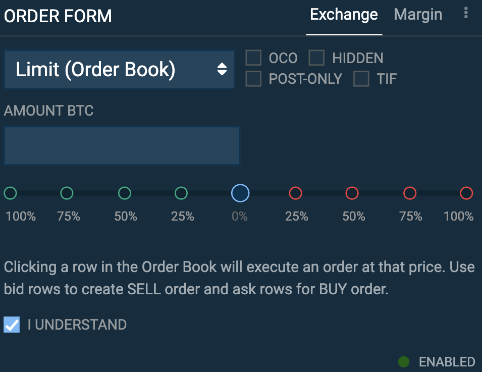 ORDER FORM Exchange Margin
Limit (Order Book) OCO HIDDEN
POST-ONLY TIF
AMOUNT BTC
100% 75% 50% 25% 0% 25% 50% 75% 100%
Clicking a row in the Order Book will execute an order at that price. Use
bid rows to create SELL order and ask rows for BUY order.
I UNDERSTAND
ENABLED